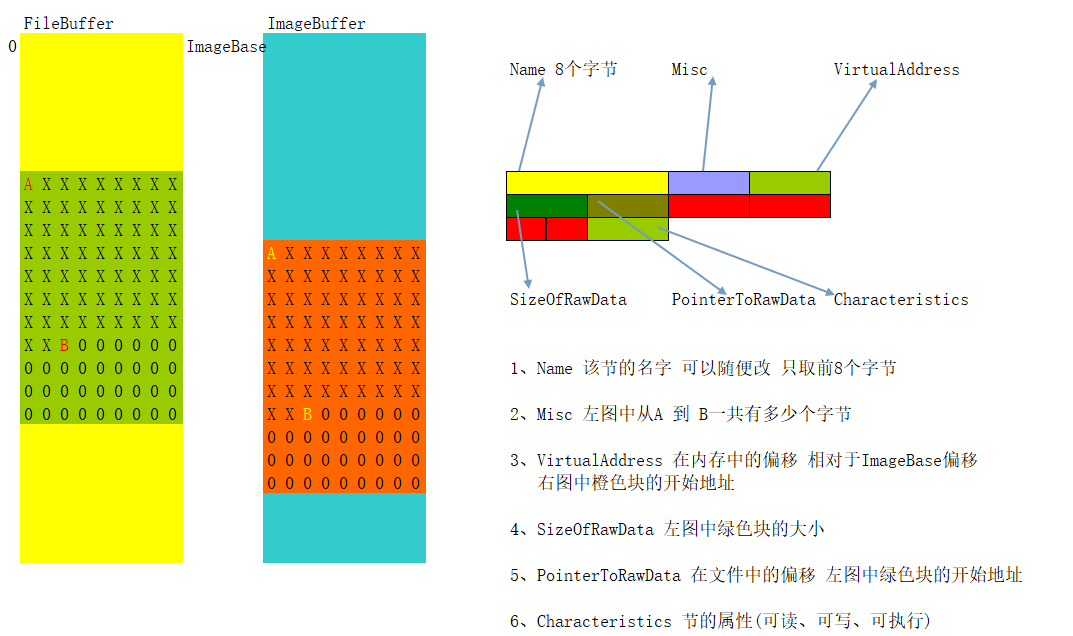 FileBuffer
ImageBuffer
0
ImageBase
A X X X X X X X X
X X X X X X X X X
X X X X X X X X X
X X X X X X X X X
X X X X X X X X X
X X X X X X X X X
X X X X X X X X X
X X B 0 0 0 0 0 0
0 0 0 0 0 0 0 0 0
0 0 0 0 0 0 0 0 0
0 0 0 0 0 0 0 0 0
A X X X X X X X X
X X X X X X X X X
X X X X X X X X X
X X X X X X X X X
X X X X X X X X X
X X X X X X X X X
X X X X X X X X X
X X B 0 0 0 0 0 0
0 0 0 0 0 0 0 0 0
0 0 0 0 0 0 0 0 0
0 0 0 0 0 0 0 0 0
Name 8个字节
Misc
VirtualAddress
SizeOfRawData
PointerToRawData
Characteristics
1、Name 该节的名字 可以随便改 只取前8个字节
2、Misc 左图中从A 到 B一共有多少个字节
3、VirtualAddress 在内存中的偏移 相对于ImageBase偏移
右图中橙色块的开始地址
4、SizeOfRawData 左图中绿色块的大小
5、PointerToRawData 在文件中的偏移 左图中绿色块的开始地址
6、Characteristics 节的属性(可读、可写、可执行)